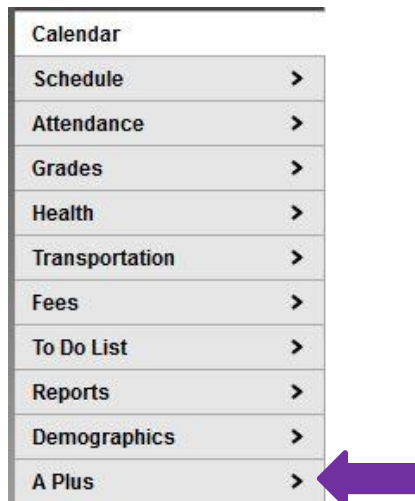 Calendar
Schedule >
Attendance >
Grades >
Health >
Transportation >
Fees >
To Do List >
Reports >
Demographics >
A Plus >